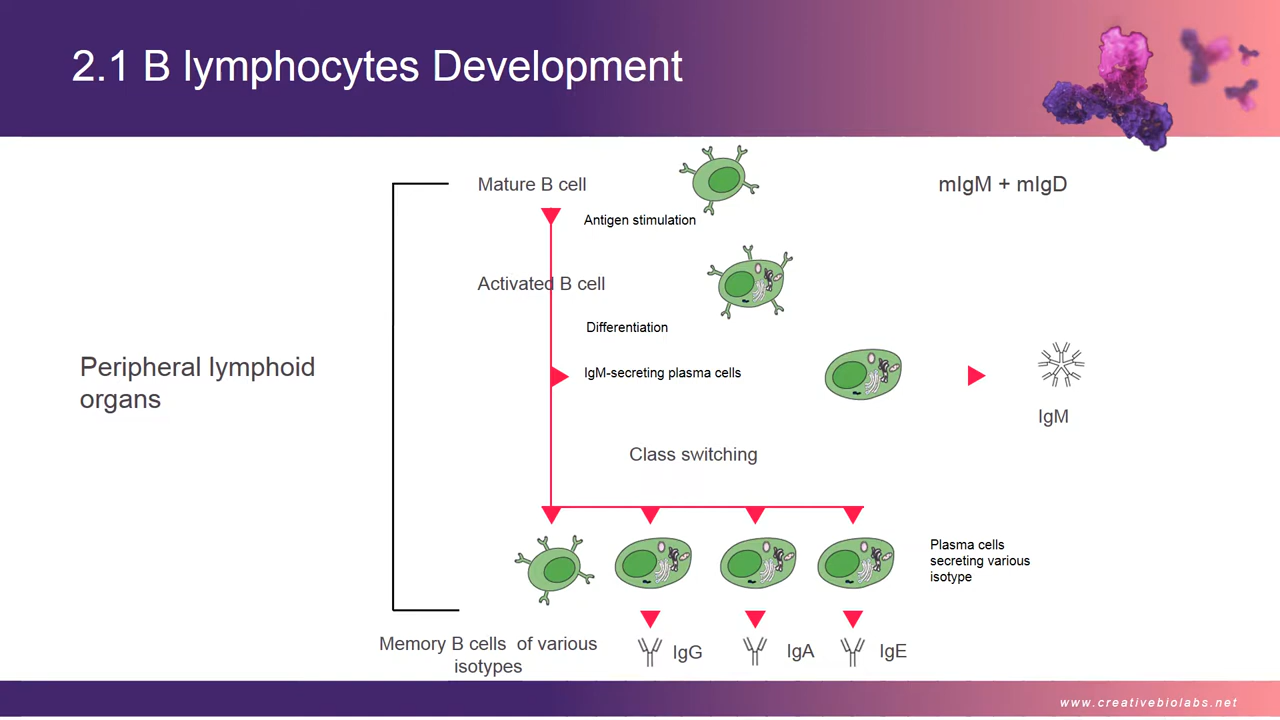 2.1 B lymphocytes Development
Mature B cell
mIgM + mIgD
Antigen stimulation
Activated B cell
Differentiation
Peripheral lymphoid
organs
IgM-secreting plasma cells
IgM
Class switching
Plasma cells
secreting various
isotype
Memory B cells of various
isotypes
IgG
IgA
IgE
www.creativebiolabs.net